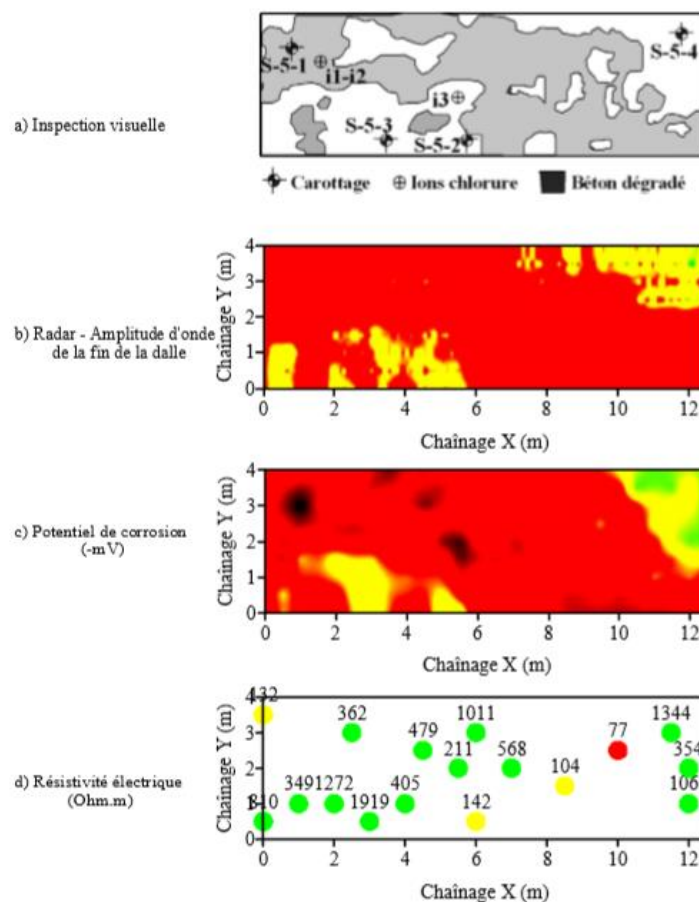 S-5-4
S-5-1
i1-i2
i3
S-5-3
S-5-2
a) Inspection visuelle
Carottage
Ions chlorure
Béton dégradé
b) Radar - Amplitude d'onde
de la fin de la dalle
Chaînage Y (m)
4
3
2
1
0
0 2 4 6 8 10 12
Chaînage X (m)
c) Potentiel de corrosion
(-mV)
Chaînage Y (m)
4
3
2
1
0
0 2 4 6 8 10 12
Chaînage X (m)
d) Résistivité électrique
(Ohm.m)
Chaînage Y (m)
3
2
1
0
132
362 1011 77 1344
479 211 568 104 354
349 1272 1919 405 142 106
0 2 4 6 8 10 12
Chaînage X (m)